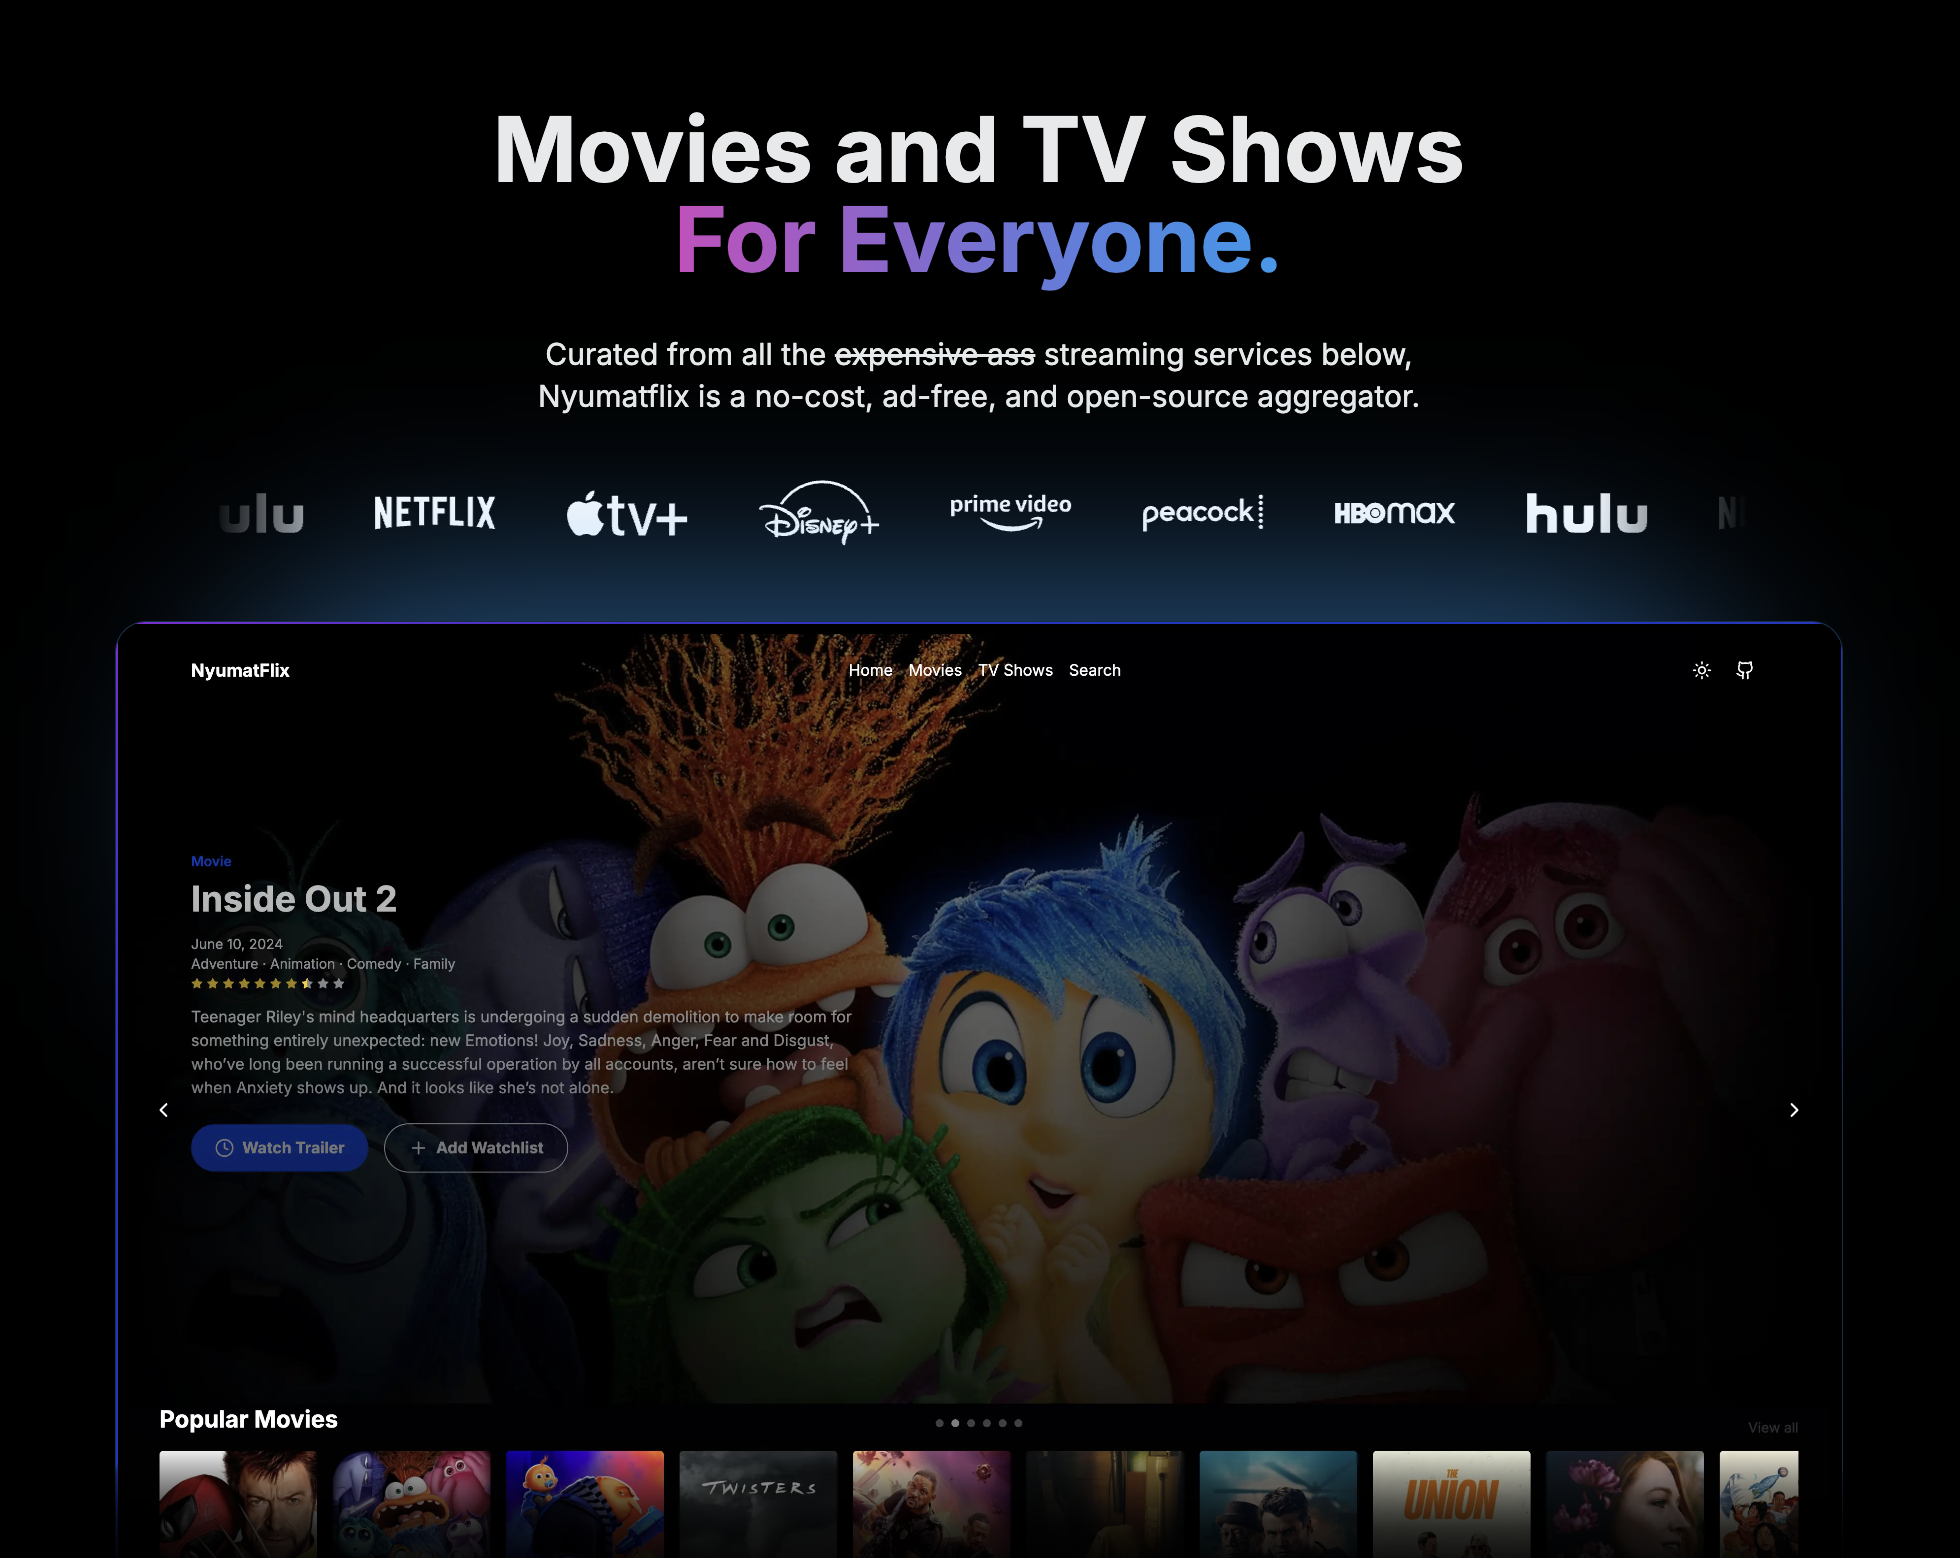 Movies and TV Shows
For Everyone.
Curated from all the expensive ass streaming services below,
Nyumatflix is a no-cost, ad-free, and open-source aggregator.
ulu NETFLIX tv+ Disney+ prime video peacock HBOmax hulu
NyumatFlix Home Movies TV Shows Search
Movie
Inside Out 2
June 10, 2024
Adventure · Animation · Comedy · Family
Teenager Riley's mind headquarters is undergoing a sudden demolition to make room for
something entirely unexpected: new Emotions! Joy, Sadness, Anger, Fear and Disgust,
who’ve long been running a successful operation by all accounts, aren’t sure how to feel
when Anxiety shows up. And it looks like she’s not alone.
Watch Trailer + Add Watchlist
Popular Movies View all
TWISTERS
THE
UNION